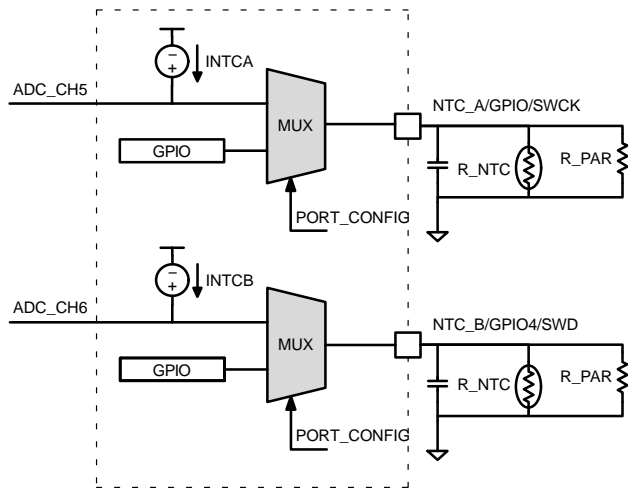 INTCA
ADC_CH5
NTC_A/GPIO/SWCK
MUX
GPIO
R_NTC
R_PAR
PORT_CONFIG
INTCB
ADC_CH6
NTC_B/GPIO4/SWD
MUX
GPIO
R_NTC
R_PAR
PORT_CONFIG